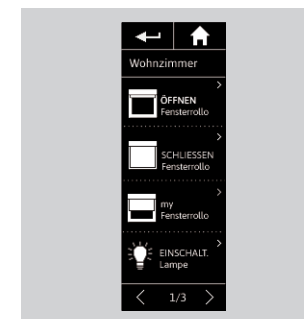 Wohnzimmer
ÖFFNEN
Fensterrollo
SCHLIESSEN
Fensterrollo
my
Fensterrollo
EINSCHALT.
Lampe
1/3